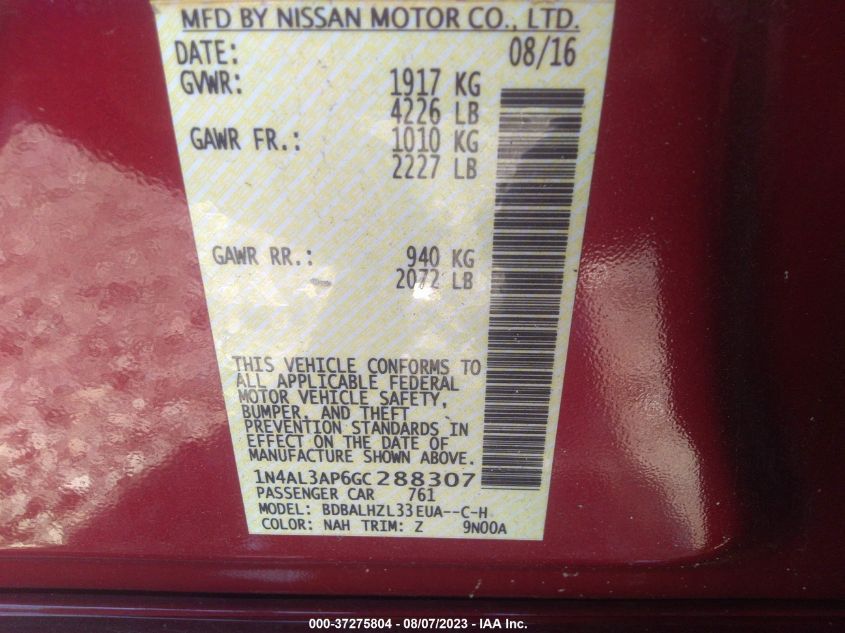 MFD BY NISSAN MOTOR CO., LTD.
DATE: 08/16
GVWR: 1917 KG
4226 LB
GAWR FR.: 1010 KG
2227 LB
GAWR RR.: 940 KG
2072 LB
THIS VEHICLE CONFORMS TO
ALL APPLICABLE FEDERAL
MOTOR VEHICLE SAFETY,
BUMPER, AND THEFT
PREVENTION STANDARDS IN
EFFECT ON THE DATE OF
MANUFACTURE SHOWN ABOVE.
1N4AL3AP6GC288307
PASSENGER CAR 761
MODEL: BDBALHZL33EUA--C-H
COLOR: NAH TRIM: Z 9N00A
000-37275804 - 08/07/2023 - IAA Inc.